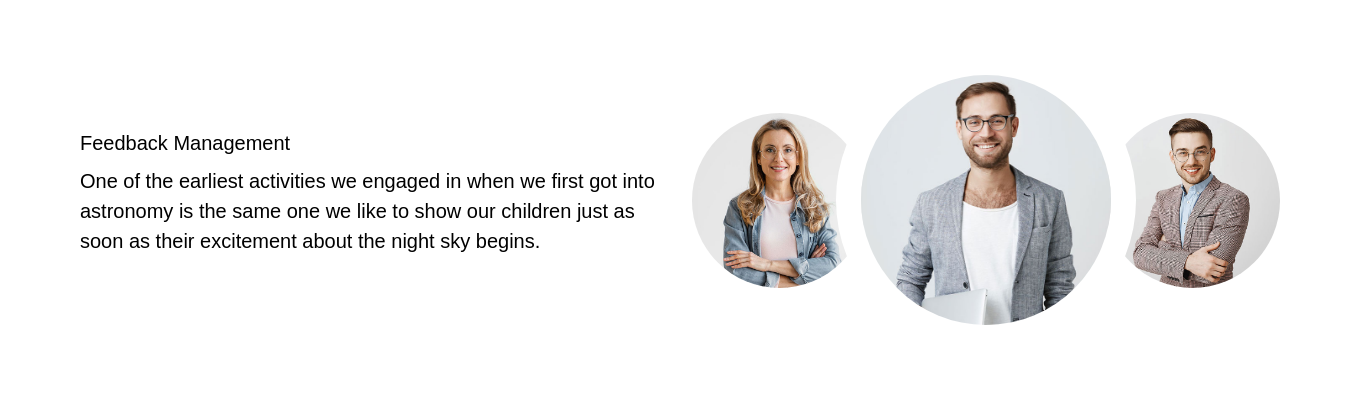 Feedback Management
One of the earliest activities we engaged in when we first got into
astronomy is the same one we like to show our children just as
soon as their excitement about the night sky begins.